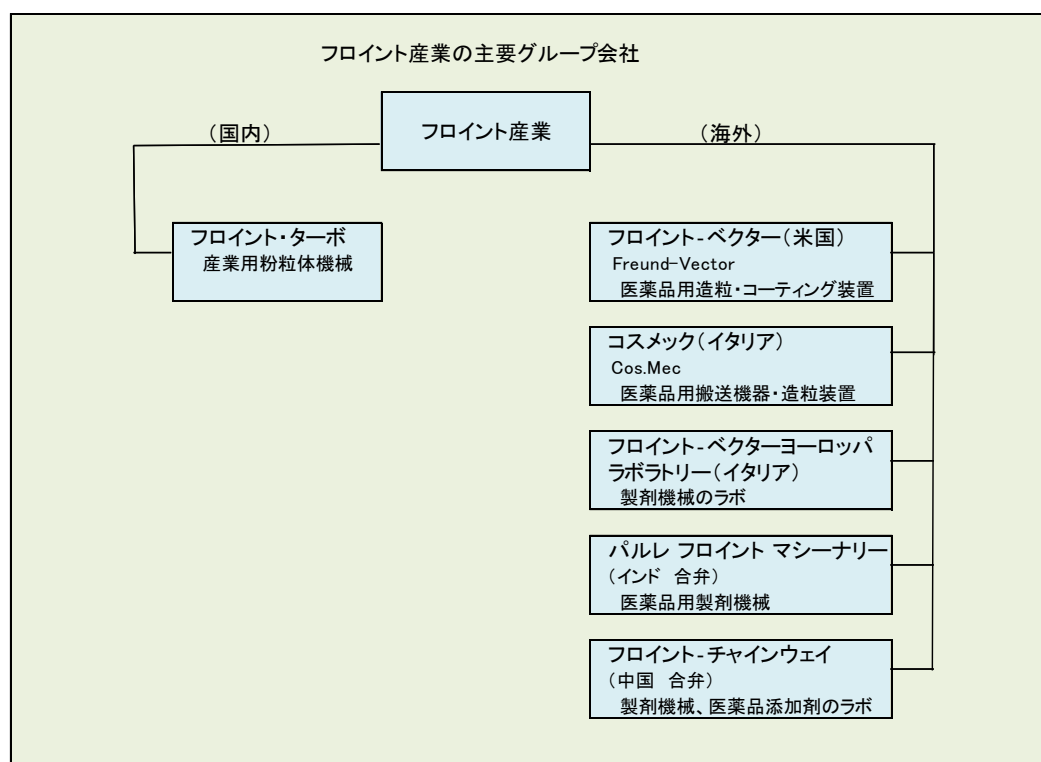 フロイント産業の主要グループ会社
フロイント産業
(国内)
(海外)
フロイント・ターボ
産業用粉粒体機械
フロイント-ベクター(米国)
Freund-Vector
医薬品用造粒・コーティング装置
コスメック(イタリア)
Cos.Mec
医薬品用搬送機器・造粒装置
フロイント-ベクターヨーロッパ
ラボラトリー(イタリア)
製剤機械のラボ
パルレ フロイント マシーナリー
(インド 合弁)
医薬品用製剤機械
フロイント-チャインウェイ
(中国 合弁)
製剤機械、医薬品添加剤のラボ